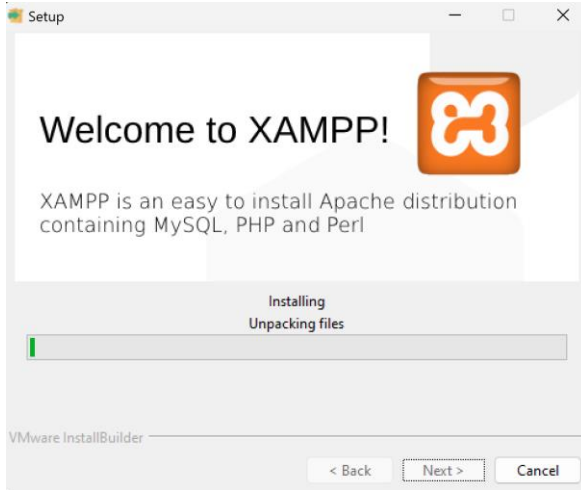 Setup
Welcome to XAMPP!
XAMPP is an easy to install Apache distribution
containing MySQL, PHP and Perl
Installing
Unpacking files
VMware InstallBuilder
< Back Next > Cancel